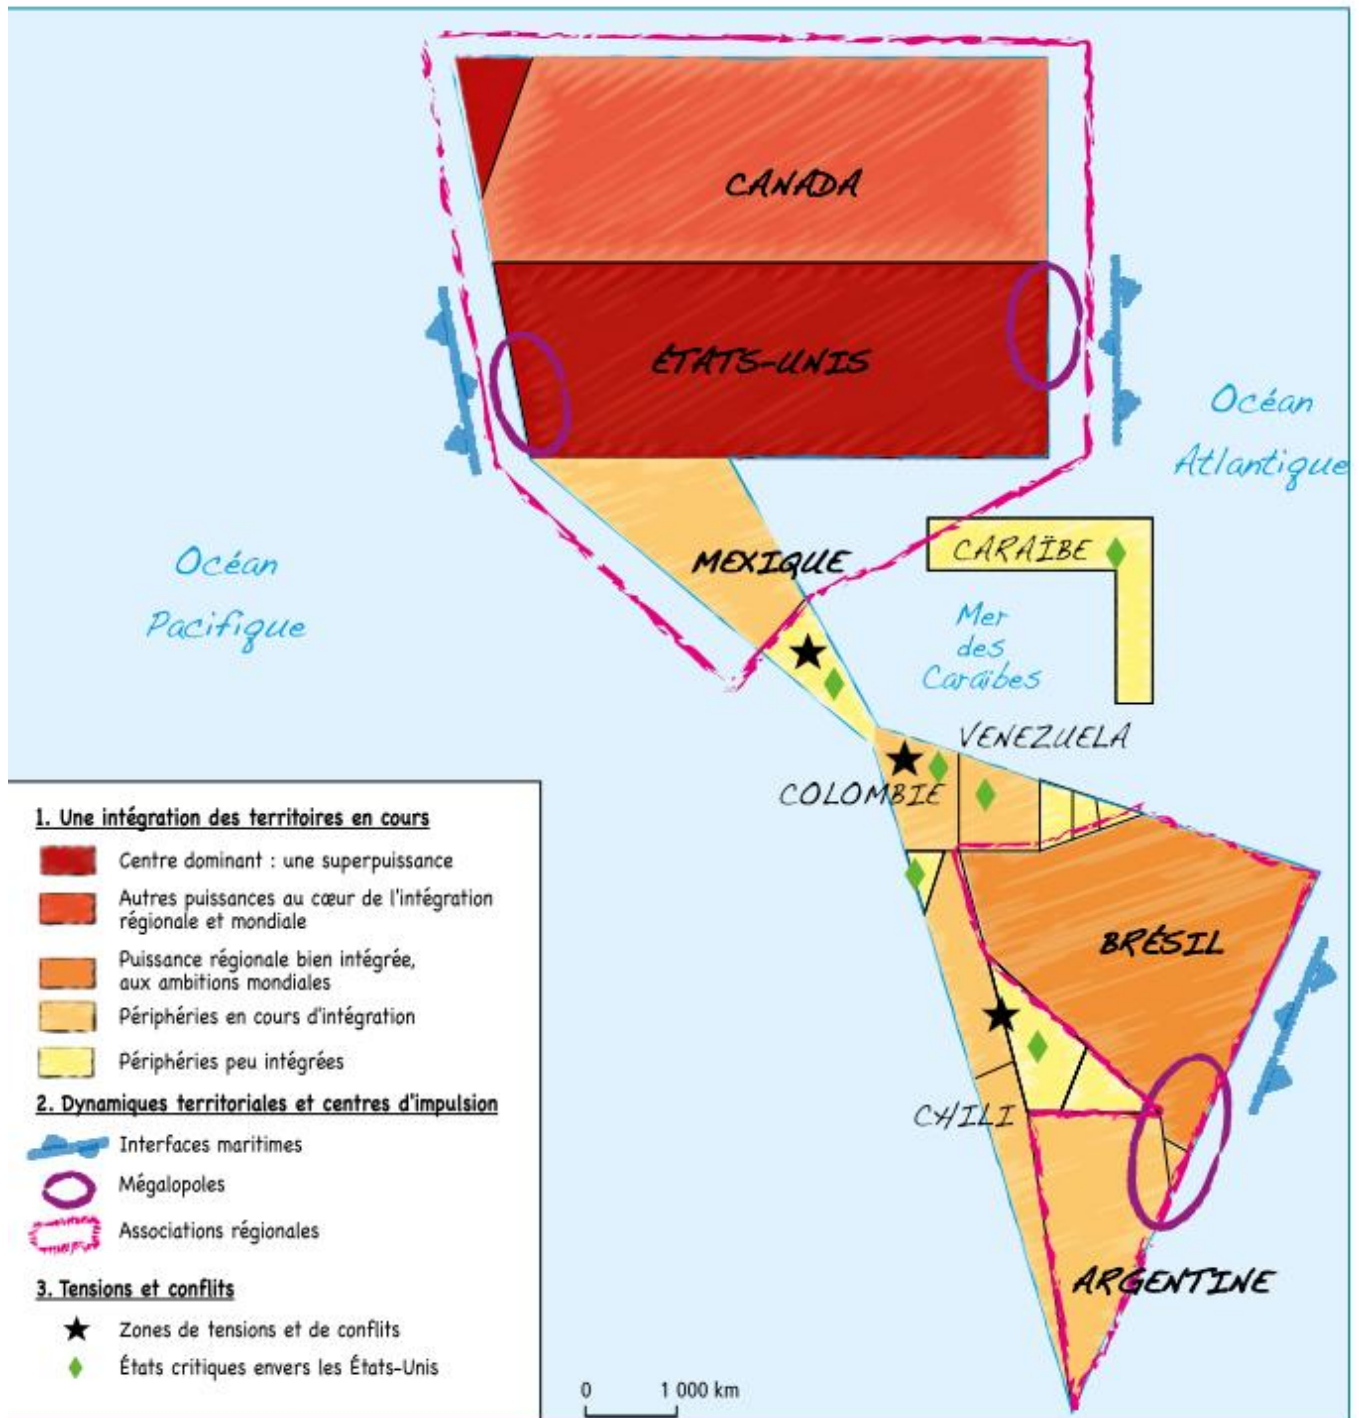 CANADA
ÉTATS-UNIS
Océan
Atlantique
Océan
Pacifique
MEXIQUE
CARAÏBE
Mer
des
Caraïbes
VENEZUELA
COLOMBIE
BRÉSIL
CHILI
ARGENTINE
1. Une intégration des territoires en cours
Centre dominant : une superpuissance
Autres puissances au cœur de l'intégration
régionale et mondiale
Puissance régionale bien intégrée,
aux ambitions mondiales
Périphéries en cours d'intégration
Périphéries peu intégrées
2. Dynamiques territoriales et centres d'impulsion
Interfaces maritimes
Mégalopoles
Associations régionales
3. Tensions et conflits
Zones de tensions et de conflits
États critiques envers les États-Unis
0 1 000 km